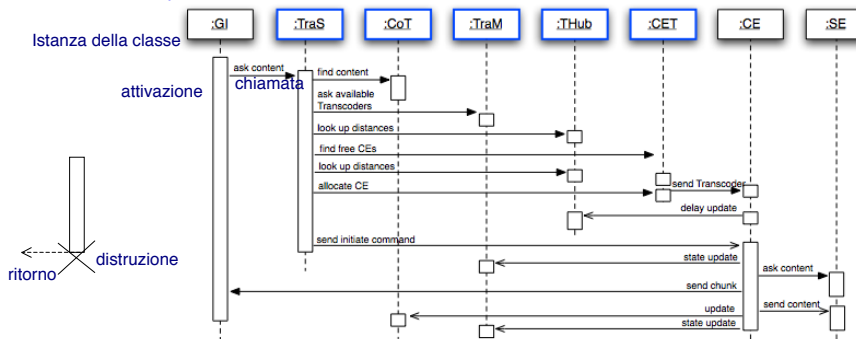 :GI
:TraS
:CoT
:TraM
:THub
:CET
:CE
:SE
Istanza della classe
ask content
find content
attivazione
chiamata
ask available
Transcoders
look up distances
find free CEs
look up distances
send Transcoder
allocate CE
delay update
send initiate command
distruzione
ritorno
state update
ask content
send chunk
send content
update
state update